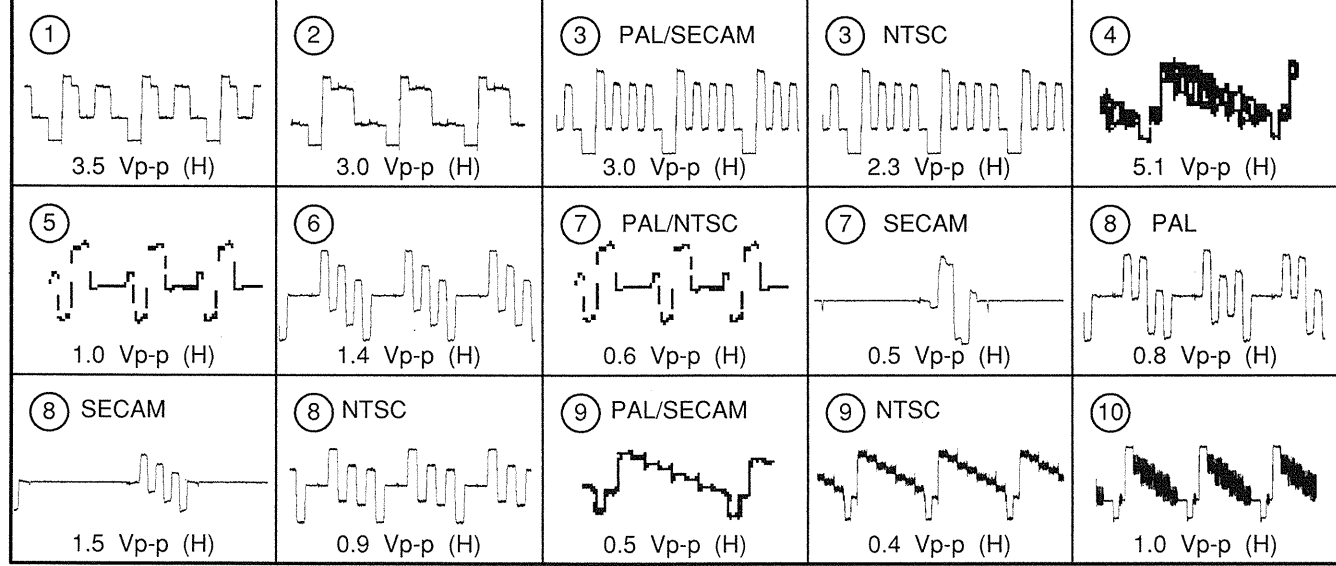 ① 
3.5 Vp-p (H)
② 
3.0 Vp-p (H)
③ PAL/SECAM
3.0 Vp-p (H)
③ NTSC
2.3 Vp-p (H)
④
5.1 Vp-p (H)
⑤
1.0 Vp-p (H)
⑥
1.4 Vp-p (H)
⑦ PAL/NTSC
0.6 Vp-p (H)
⑦ SECAM
0.5 Vp-p (H)
⑧ PAL
0.8 Vp-p (H)
⑧ SECAM
1.5 Vp-p (H)
⑧ NTSC
0.9 Vp-p (H)
⑨ PAL/SECAM
0.5 Vp-p (H)
⑨ NTSC
0.4 Vp-p (H)
⑩
1.0 Vp-p (H)